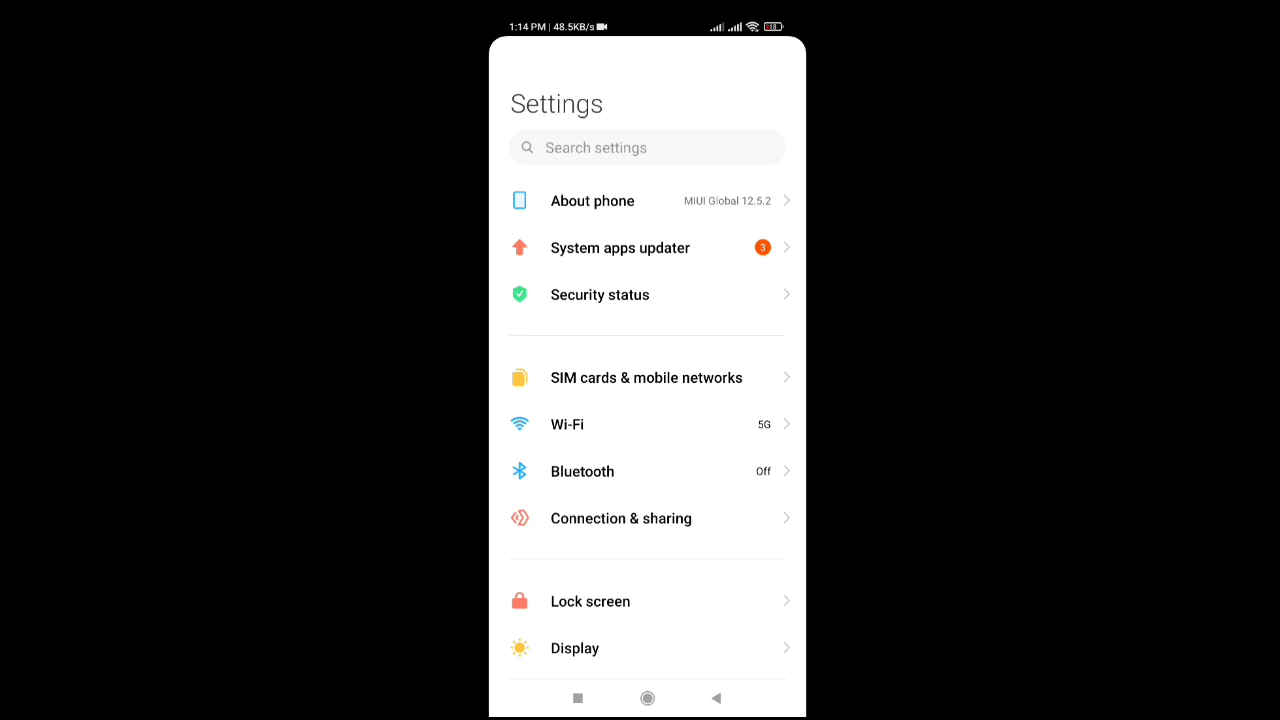 1:14 PM | 48.5KB/s 18
Settings
Search settings
About phone MIUI Global 12.5.2
System apps updater 3
Security status
SIM cards & mobile networks
Wi-Fi 5G
Bluetooth Off
Connection & sharing
Lock screen
Display